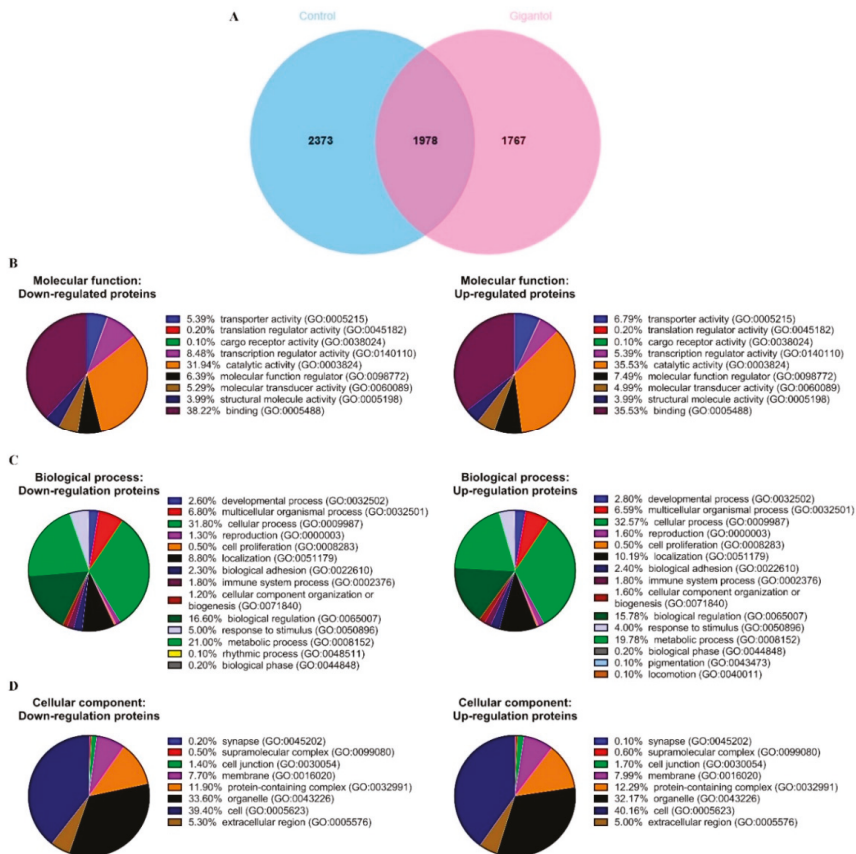 A
Control
Gigantol
2373
1978
1767
B
Molecular function:
Down-regulated proteins
5.39% transporter activity (GO:0005215)
0.20% translation regulator activity (GO:0045182)
0.10% cargo receptor activity (GO:0038024)
8.48% transcription regulator activity (GO:0140110)
31.94% catalytic activity (GO:0003824)
6.39% molecular function regulator (GO:0098772)
5.29% molecular transducer activity (GO:0060089)
3.99% structural molecule activity (GO:0005198)
38.22% binding (GO:0005488)
Molecular function:
Up-regulated proteins
6.79% transporter activity (GO:0005215)
0.20% translation regulator activity (GO:0045182)
0.10% cargo receptor activity (GO:0038024)
5.39% transcription regulator activity (GO:0140110)
35.53% catalytic activity (GO:0003824)
7.49% molecular function regulator (GO:0098772)
4.99% molecular transducer activity (GO:0060089)
3.99% structural molecule activity (GO:0005198)
35.53% binding (GO:0005488)
C
Biological process:
Down-regulation proteins
2.60% developmental process (GO:0032502)
6.80% multicellular organismal process (GO:0032501)
31.80% cellular process (GO:0009987)
1.30% reproduction (GO:0000003)
0.50% cell proliferation (GO:0008283)
8.80% localization (GO:0051179)
2.30% biological adhesion (GO:0022610)
1.80% immune system process (GO:0002376)
1.20% cellular component organization or
biogenesis (GO:0071840)
16.60% biological regulation (GO:0065007)
5.00% response to stimulus (GO:0050896)
21.00% metabolic process (GO:0008152)
0.10% rhythmic process (GO:0048511)
0.20% biological phase (GO:0044848)
Biological process:
Up-regulation proteins
2.80% developmental process (GO:0032502)
6.59% multicellular organismal process (GO:0032501)
32.57% cellular process (GO:0009987)
1.60% reproduction (GO:0000003)
0.50% cell proliferation (GO:0008283)
10.19% localization (GO:0051179)
2.40% biological adhesion (GO:0022610)
1.80% immune system process (GO:0002376)
1.60% cellular component organization or
biogenesis (GO:0071840)
15.78% biological regulation (GO:0065007)
4.00% response to stimulus (GO:0050896)
19.78% metabolic process (GO:0008152)
0.20% biological phase (GO:0044848)
0.10% pigmentation (GO:0043473)
0.10% locomotion (GO:0040011)
D
Cellular component:
Down-regulation proteins
0.20% synapse (GO:0045202)
0.50% supramolecular complex (GO:0099080)
1.40% cell junction (GO:0030054)
7.70% membrane (GO:0016020)
11.90% protein-containing complex (GO:0032991)
33.60% organelle (GO:0043226)
39.40% cell (GO:0005623)
5.30% extracellular region (GO:0005576)
Cellular component:
Up-regulation proteins
0.10% synapse (GO:0045202)
0.60% supramolecular complex (GO:0099080)
1.70% cell junction (GO:0030054)
7.99% membrane (GO:0016020)
12.29% protein-containing complex (GO:0032991)
32.17% organelle (GO:0043226)
40.16% cell (GO:0005623)
5.00% extracellular region (GO:0005576)